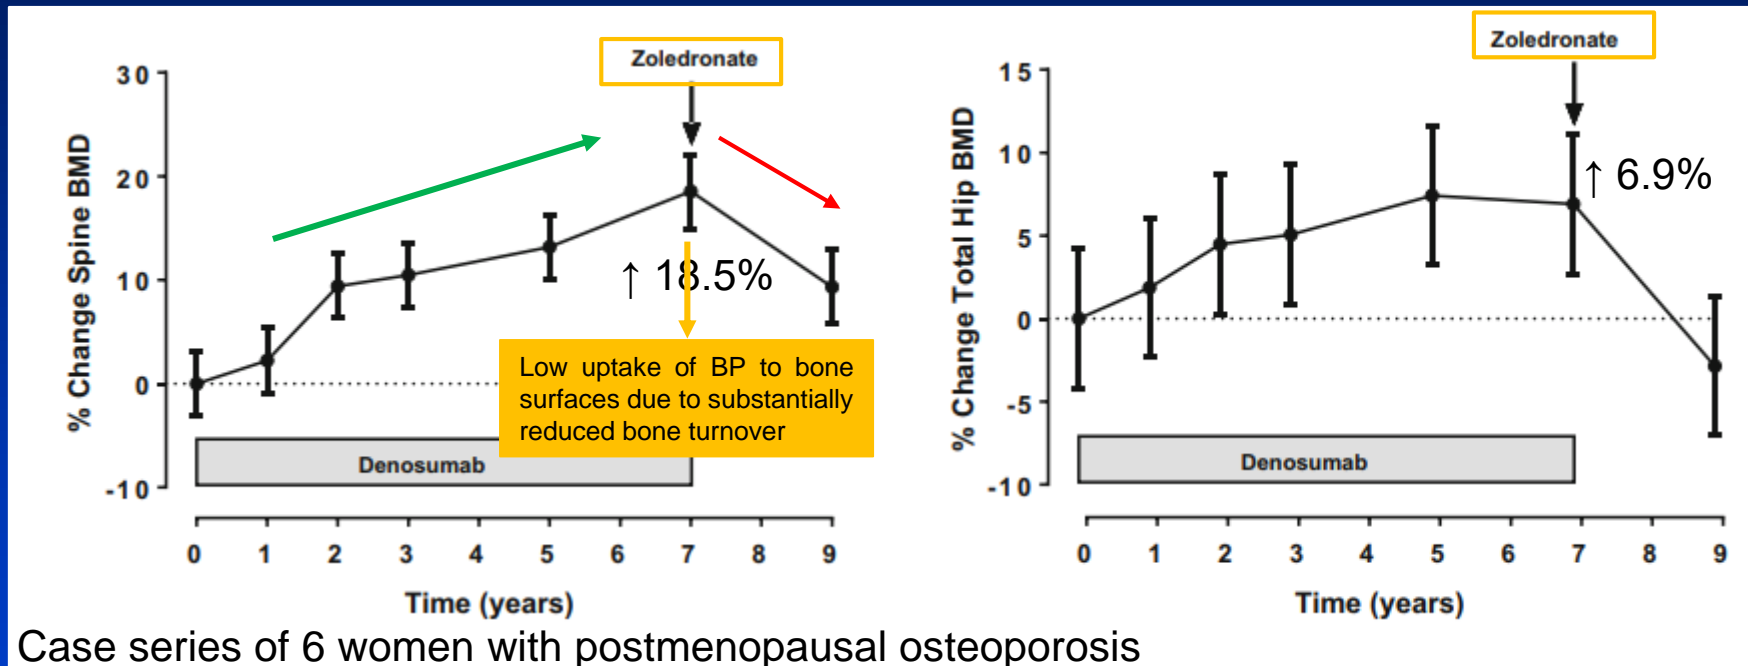 Zoledronate
30
20
10
0
-10
% Change Spine BMD
↑ 18.5%
Low uptake of BP to bone
surfaces due to substantially
reduced bone turnover
Denosumab
0 1 2 3 4 5 6 7 8 9
Time (years)
Zoledronate
15
10
5
0
-5
-10
% Change Total Hip BMD
↑ 6.9%
Denosumab
0 1 2 3 4 5 6 7 8 9
Time (years)
Case series of 6 women with postmenopausal osteoporosis